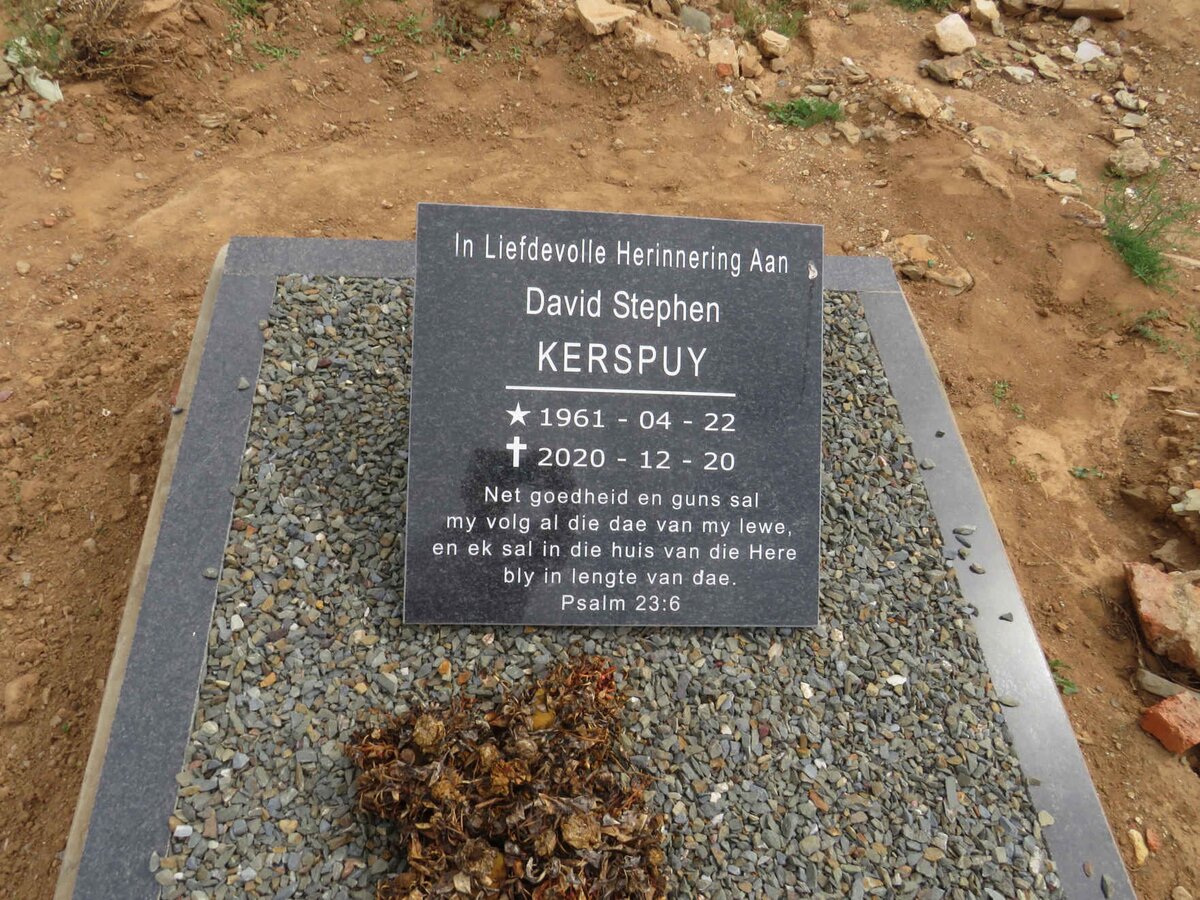 In Liefdevolle Herinnering Aan
David Stephen
KERSPUY
★ 1961 - 04 - 22
✝ 2020 - 12 - 20
Net goedheid en guns sal
my volg al die dae van my lewe,
en ek sal in die huis van die Here
bly in lengte van dae.
Psalm 23:6